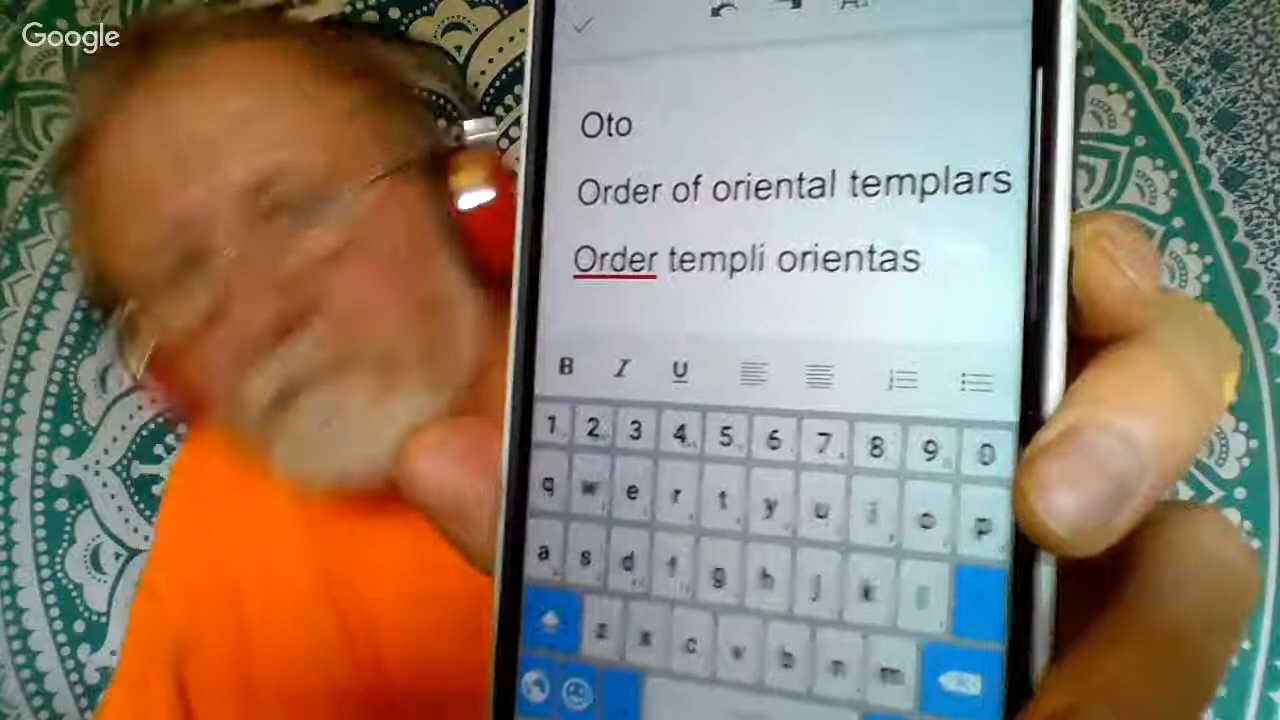 Google
Oto
Order of oriental templars
Order templi orientas
B I U
1 2 3 4 5 6 7 8 9 0
q w e r t y u i o p
a s d f g h j k l
z x c v b n m